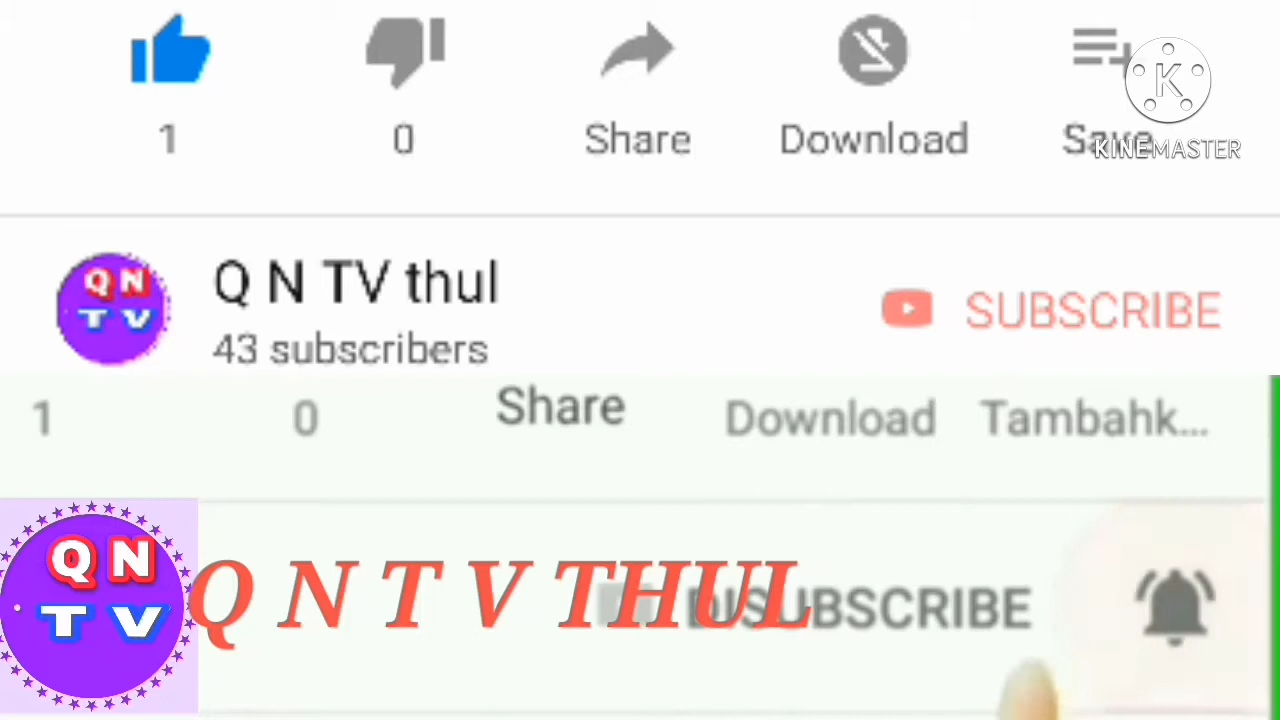 1 0 Share Download Save
K
KINEMASTER
Q N
T V
Q N TV thul
43 subscribers
SUBSCRIBE
1 0 Share Download Tambahk...
QN
TV
Q N T V THUL
DISUBSCRIBE